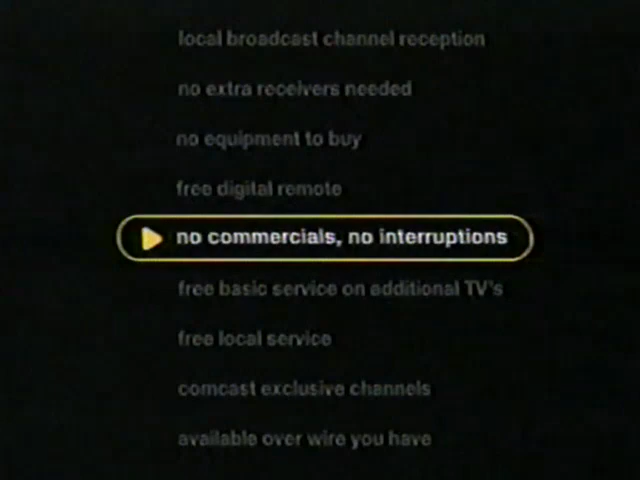 local broadcast channel reception
no extra receivers needed
no equipment to buy
free digital remote
no commercials, no interruptions
free basic service on additional TV's
free local service
comcast exclusive channels
available over wire you have